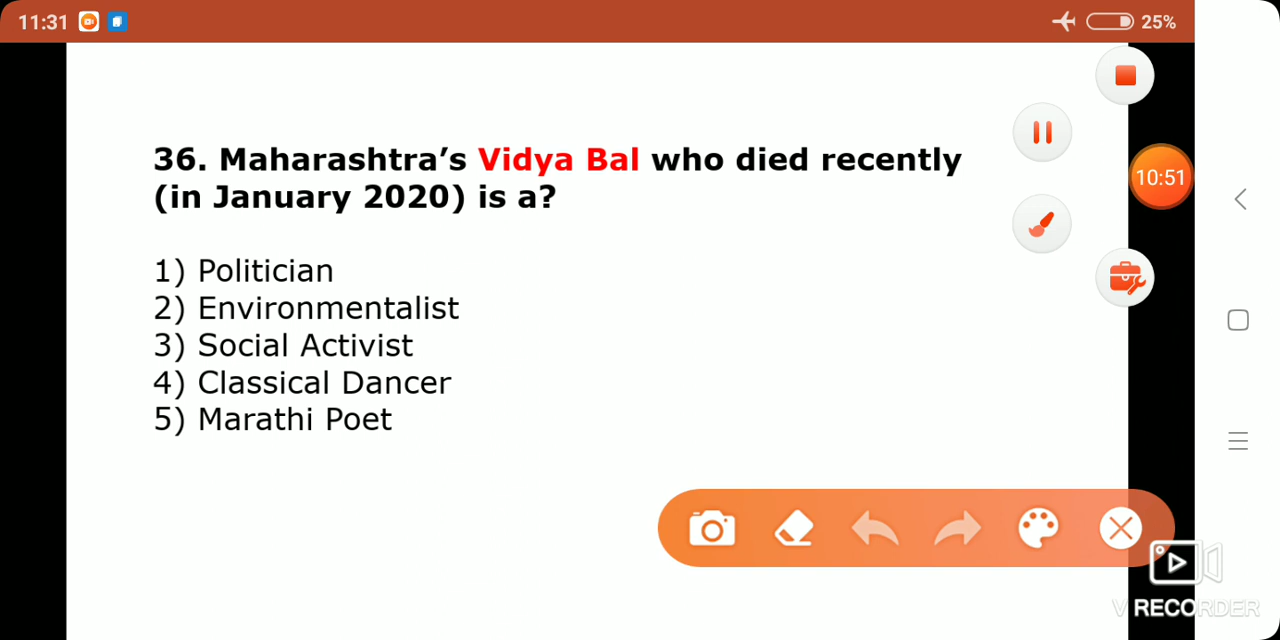 11:31
25%
36. Maharashtra’s Vidya Bal who died recently
(in January 2020) is a?
10:51
1) Politician
2) Environmentalist
3) Social Activist
4) Classical Dancer
5) Marathi Poet
V RECORDER